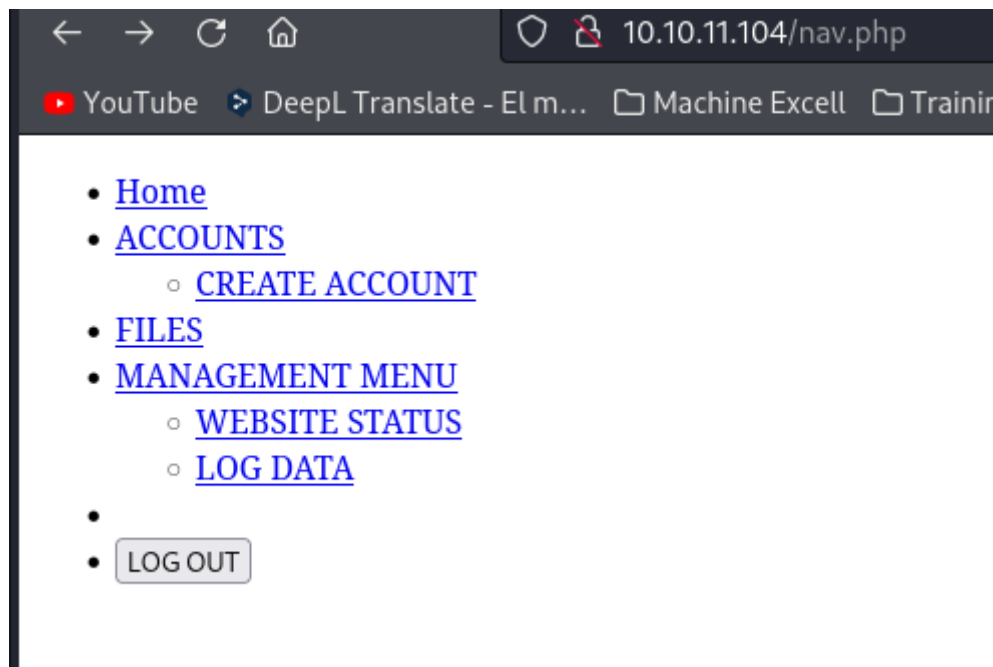 10.10.11.104/nav.php
YouTube DeepL Translate - El m... Machine Excell Trainin
Home
ACCOUNTS
CREATE ACCOUNT
FILES
MANAGEMENT MENU
WEBSITE STATUS
LOG DATA
LOG OUT